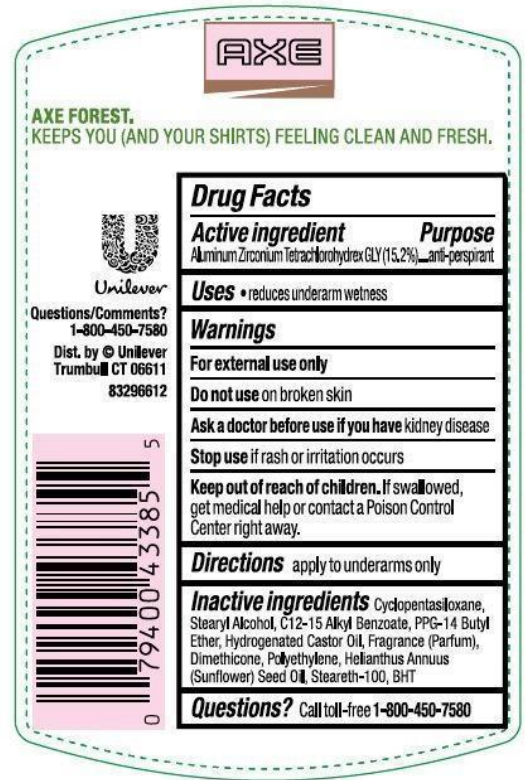 AXE
AXE FOREST.
KEEPS YOU (AND YOUR SHIRTS) FEELING CLEAN AND FRESH.
Unilever
Questions/Comments?
1-800-450-7580
Dist. by © Unilever
Trumbull CT 06611
83296612
0 79400 43385 5
Drug Facts
Active ingredient Purpose
Aluminum Zirconium Tetrachlorohydrex GLY (15.2%)...anti-perspirant
Uses • reduces underarm wetness
Warnings
For external use only
Do not use on broken skin
Ask a doctor before use if you have kidney disease
Stop use if rash or irritation occurs
Keep out of reach of children. If swallowed,
get medical help or contact a Poison Control
Center right away.
Directions apply to underarms only
Inactive ingredients Cyclopentasiloxane,
Stearyl Alcohol, C12-15 Alkyl Benzoate, PPG-14 Butyl
Ether, Hydrogenated Castor Oil, Fragrance (Parfum),
Dimethicone, Polyethylene, Helianthus Annuus
(Sunflower) Seed Oil, Steareth-100, BHT
Questions? Call toll-free 1-800-450-7580